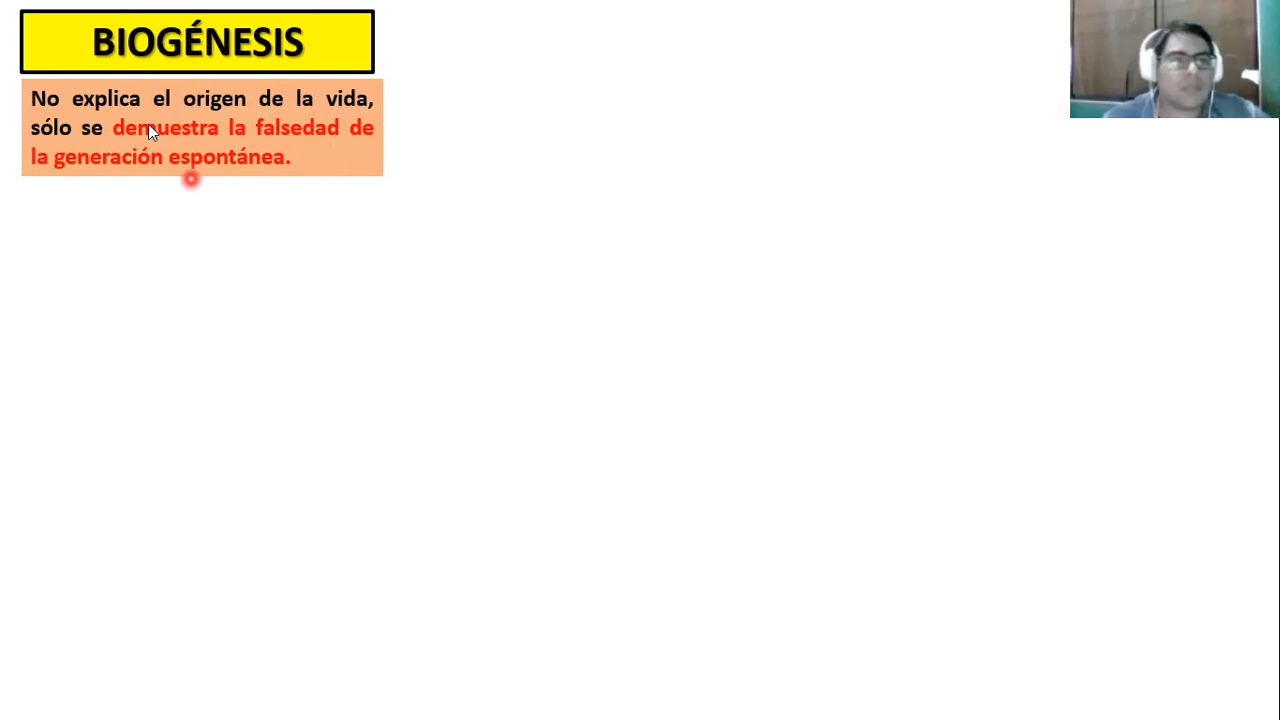 BIOGÉNESIS
No explica el origen de la vida,
sólo se demuestra la falsedad de
la generación espontánea.